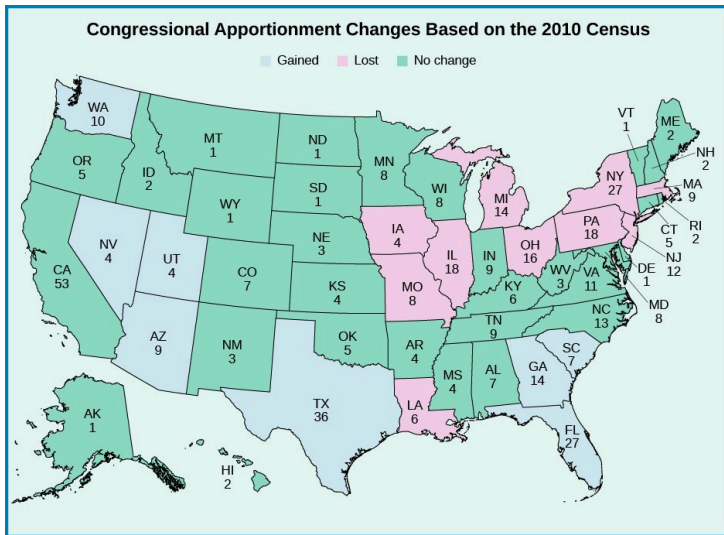 Congressional Apportionment Changes Based on the 2010 Census
Gained Lost No change
WA
10
OR
5
ID
2
MT
1
ND
1
MN
8
SD
1
WY
1
WI
8
MI
14
NY
27
VT
1
ME
2
NH
2
MA
9
RI
2
CT
5
NJ
12
PA
18
DE
1
MD
8
NV
4
UT
4
CA
53
CO
7
NE
3
IA
4
IL
18
IN
9
OH
16
WV
3
VA
11
KS
4
MO
8
KY
6
NC
13
TN
9
AZ
9
NM
3
OK
5
AR
4
SC
7
GA
14
AL
7
MS
4
TX
36
LA
6
FL
27
AK
1
HI
2